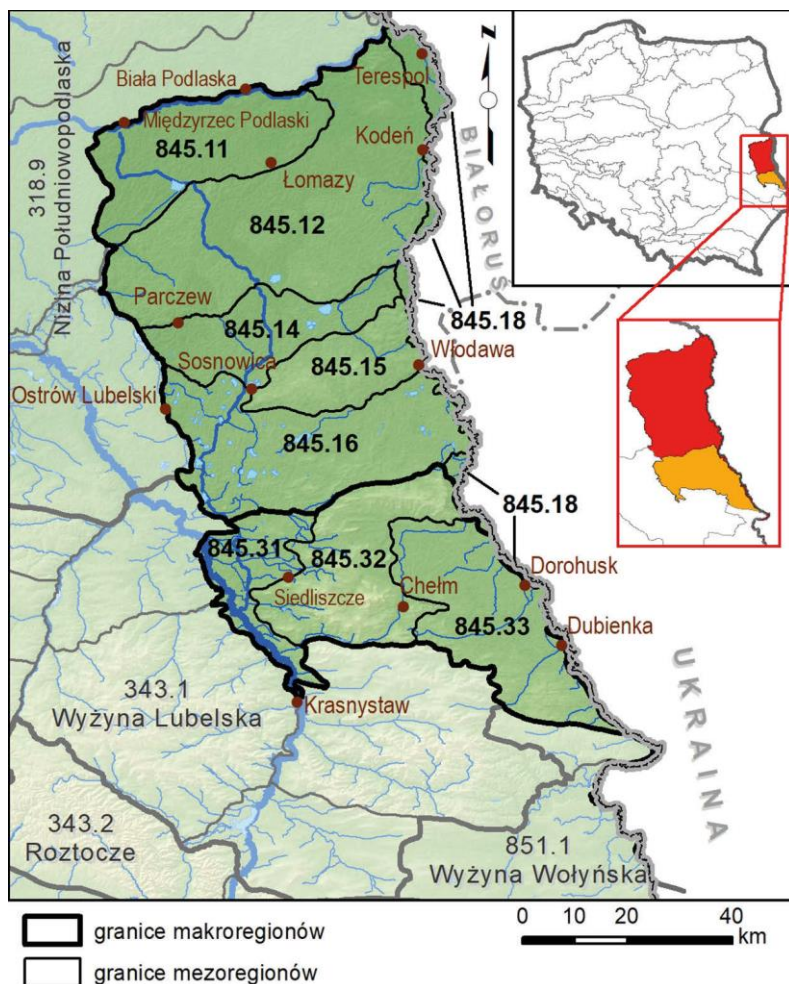 Biała Podlaska
Terespol
N
Międzyrzec Podlaski
845.11
Kodeń
Łomazy
BIAŁORUŚ
318.9
Nizina Południowopodlaska
845.12
Parczew
845.14
845.18
Sosnowica
845.15
Włodawa
Ostrów Lubelski
845.16
845.18
845.31
845.32
Dorohusk
Siedliszcze
Chełm
845.33
Dubienka
343.1
Wyżyna Lubelska
Krasnystaw
UKRAINA
343.2
Roztocze
851.1
Wyżyna Wołyńska
granice makroregionów
0 10 20 40
km
granice mezoregionów